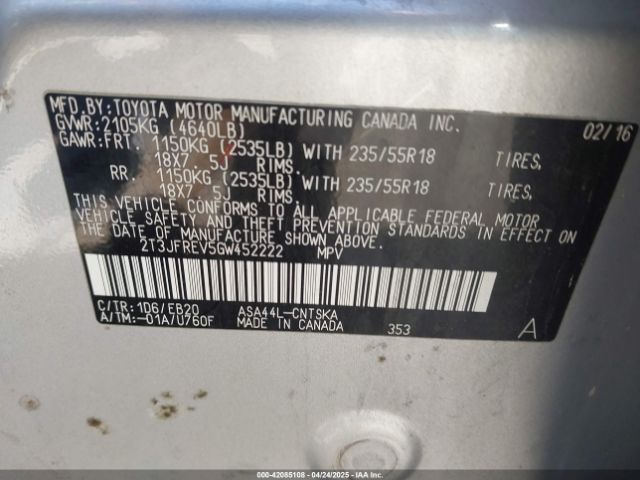 MFD.BY:TOYOTA MOTOR MANUFACTURING CANADA INC. 02/16
GVWR:2105KG (4640LB)
GAWR:FRT. 1150KG (2535LB) WITH 235/55R18 TIRES,
18X7. 5J RIMS.
RR. 1150KG (2535LB) WITH 235/55R18 TIRES,
18X7. 5J RIMS.
THIS VEHICLE CONFORMS TO ALL APPLICABLE FEDERAL MOTOR
VEHICLE SAFETY AND THEFT PREVENTION STANDARDS IN EFFECT ON
THE DATE OF MANUFACTURE SHOWN ABOVE.
2T3JFREV5GW452222 MPV
C/TR:1D6/EB20 ASA44L-CNTSKA
A/TM:-01A/U760F MADE IN CANADA 353 A
000-42085108 - 04/24/2025 - IAAI.COM